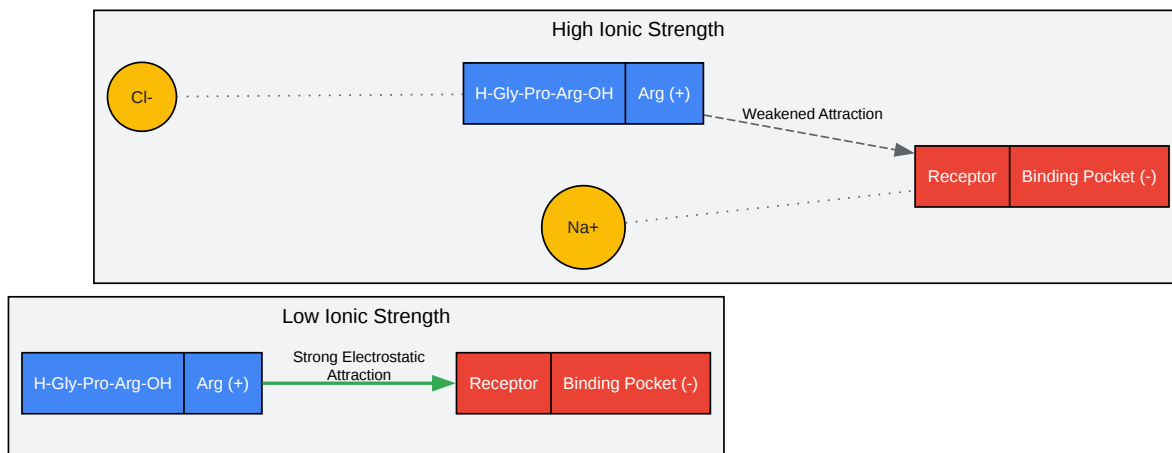 High Ionic Strength
Cl-
H-Gly-Pro-Arg-OH
Arg (+)
Weakened Attraction
Receptor
Binding Pocket (-)
Na+
Low Ionic Strength
H-Gly-Pro-Arg-OH
Arg (+)
Strong Electrostatic
Attraction
Receptor
Binding Pocket (-)